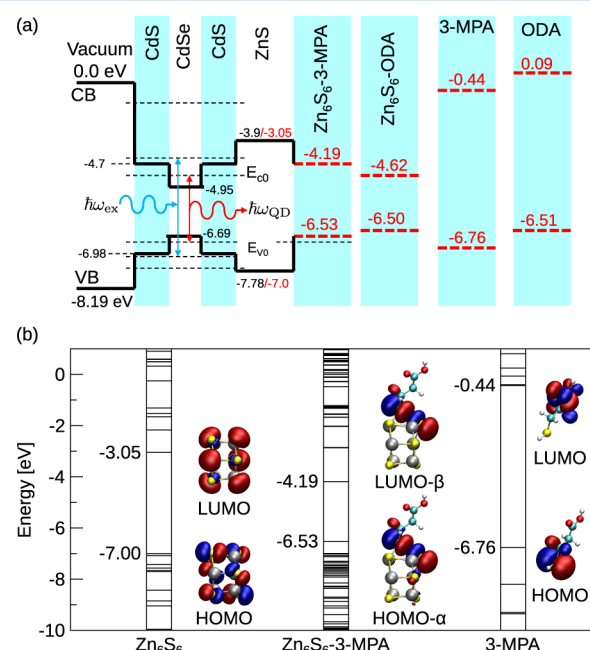 (a)
Vacuum
0.0 eV
CB
CdS
CdSe
CdS
ZnS
Zn6S6-3-MPA
Zn6S6-ODA
3-MPA
ODA
-0.44
0.09
-3.9/-3.05
-4.7
-4.19
-4.62
Ec0
-4.95
ħωex
ħωQD
-6.69
-6.53
-6.50
-6.51
EV0
-6.76
-6.98
VB
-7.78/-7.0
-8.19 eV
(b)
Energy [eV]
0
-2
-4
-6
-8
-10
-3.05
-7.00
LUMO
HOMO
-4.19
-6.53
LUMO-β
HOMO-α
-0.44
-6.76
LUMO
HOMO
Zn6S6
Zn6S6-3-MPA
3-MPA